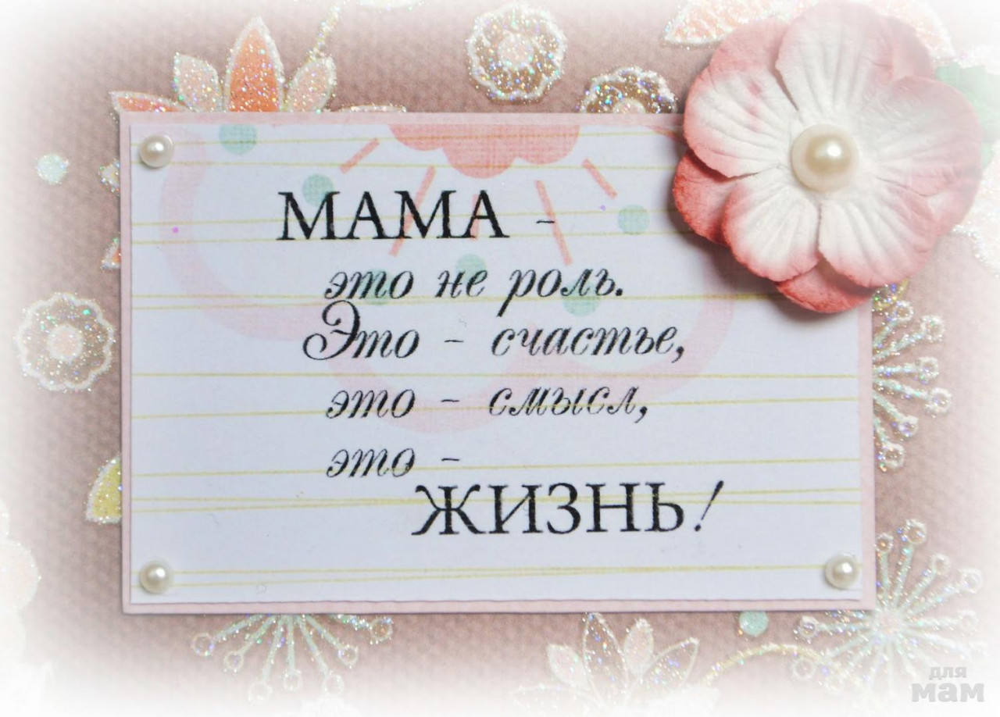 МАМА -
это не роль.
Это - счастье,
это - смысл,
это -
ЖИЗНЬ!
для
мам